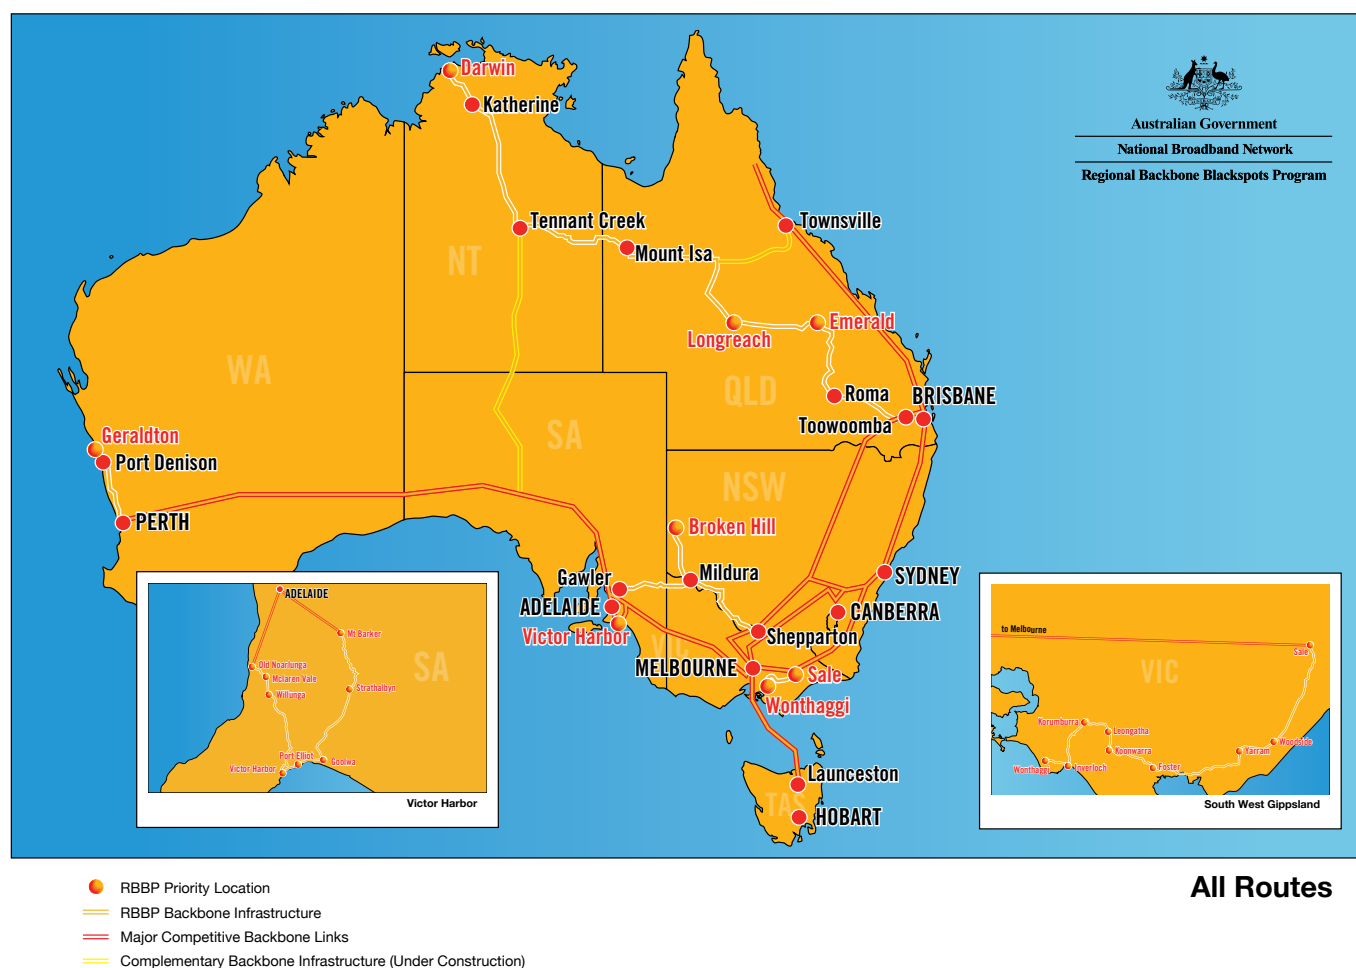 Australian Government
National Broadband Network
Regional Backbone Blackspots Program
Darwin
Katherine
Tennant Creek
Townsville
NT
Mount Isa
Longreach
Emerald
WA
QLD
Roma
BRISBANE
Toowoomba
SA
Geraldton
Port Denison
NSW
PERTH
Broken Hill
Gawler
Mildura
SYDNEY
ADELAIDE
CANBERRA
Victor Harbor
VIC
Shepparton
MELBOURNE
Sale
Wonthaggi
Launceston
TAS
HOBART
ADELAIDE
Mt Barker
SA
Old Noarlunga
Mclaren Vale
Willunga
Strathalbyn
Port Elliot
Goolwa
Victor Harbor
Victor Harbor
to Melbourne
Sale
VIC
Korumburra
Leongatha
Koonwarra
Woodside
Yarram
Wonthaggi
Inverloch
Foster
South West Gippsland
All Routes
RBBP Priority Location
RBBP Backbone Infrastructure
Major Competitive Backbone Links
Complementary Backbone Infrastructure (Under Construction)